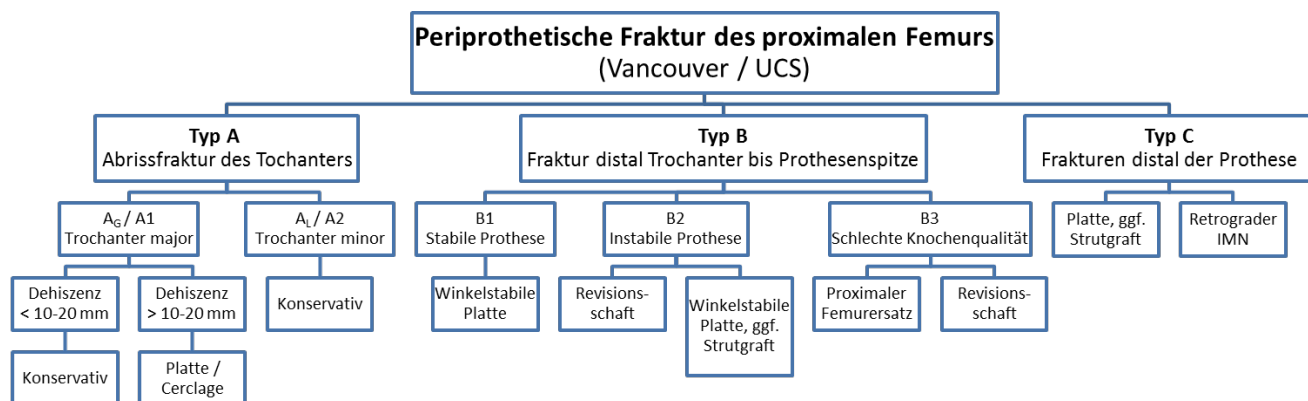 Periprothetische Fraktur des proximalen Femurs
(Vancouver / UCS)
Typ A
Abrissfraktur des Tochanters
Typ B
Fraktur distal Trochanter bis Prothesenspitze
Typ C
Frakturen distal der Prothese
A_G / A1
Trochanter major
A_L / A2
Trochanter minor
B1
Stabile Prothese
B2
Instabile Prothese
B3
Schlechte Knochenqualität
Platte, ggf.
Strutgraft
Retrograder
IMN
Dehiszenz
< 10-20 mm
Dehiszenz
> 10-20 mm
Konservativ
Winkelstabile
Platte
Revisions-
schaft
Winkelstabile
Platte, ggf.
Strutgraft
Proximaler
Femurersatz
Revisions-
schaft
Konservativ
Platte /
Cerclage